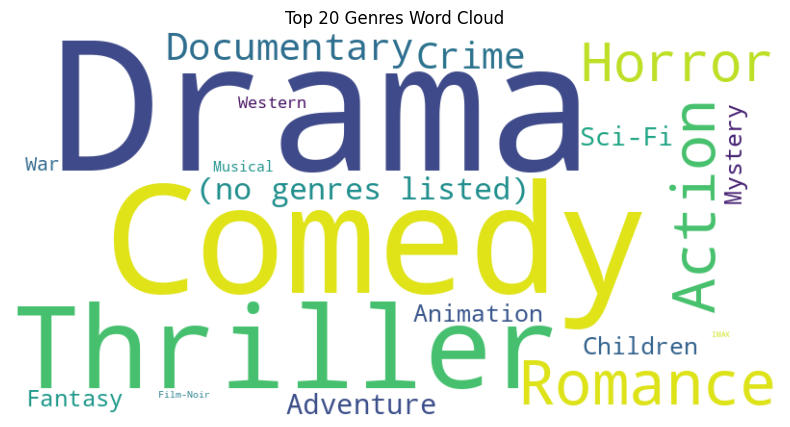 Top 20 Genres Word Cloud
Documentary
Crime
Horror
Drama
Western
Sci-Fi
Mystery
War
Musical
(no genres listed)
Action
Comedy
Thriller
Animation
IMAX
Children
Romance
Fantasy
Film-Noir
Adventure